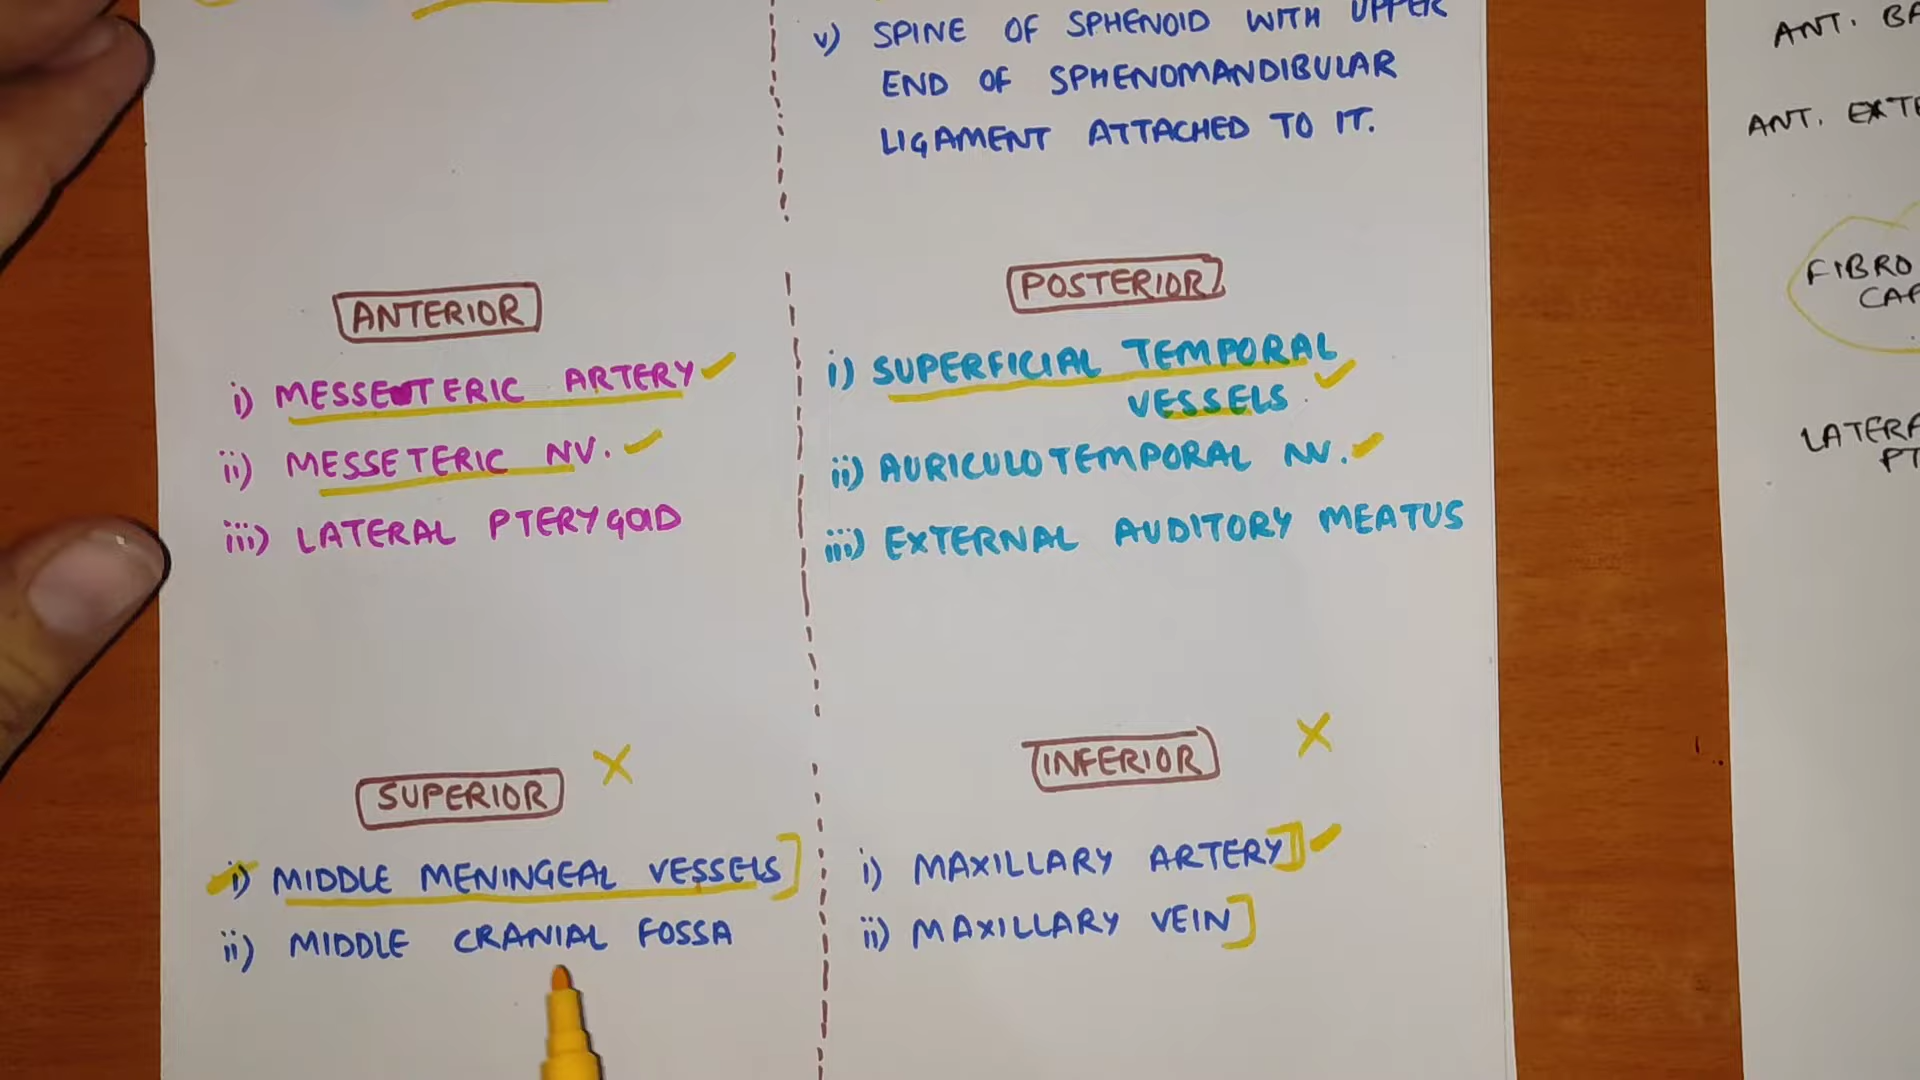 v) SPINE OF SPHENOID WITH UPPER
END OF SPHENOMANDIBULAR
LIGAMENT ATTACHED TO IT.
ANTERIOR
i) MESSETERIC ARTERY
ii) MESSETERIC NV.
iii) LATERAL PTERYGOID
POSTERIOR
i) SUPERFICIAL TEMPORAL
VESSELS
ii) AURICULOTEMPORAL NV.
iii) EXTERNAL AUDITORY MEATUS
SUPERIOR X
i) MIDDLE MENINGEAL VESSELS
ii) MIDDLE CRANIAL FOSSA
INFERIOR X
i) MAXILLARY ARTERY
ii) MAXILLARY VEIN
ANT.
ANT.
FIBRO